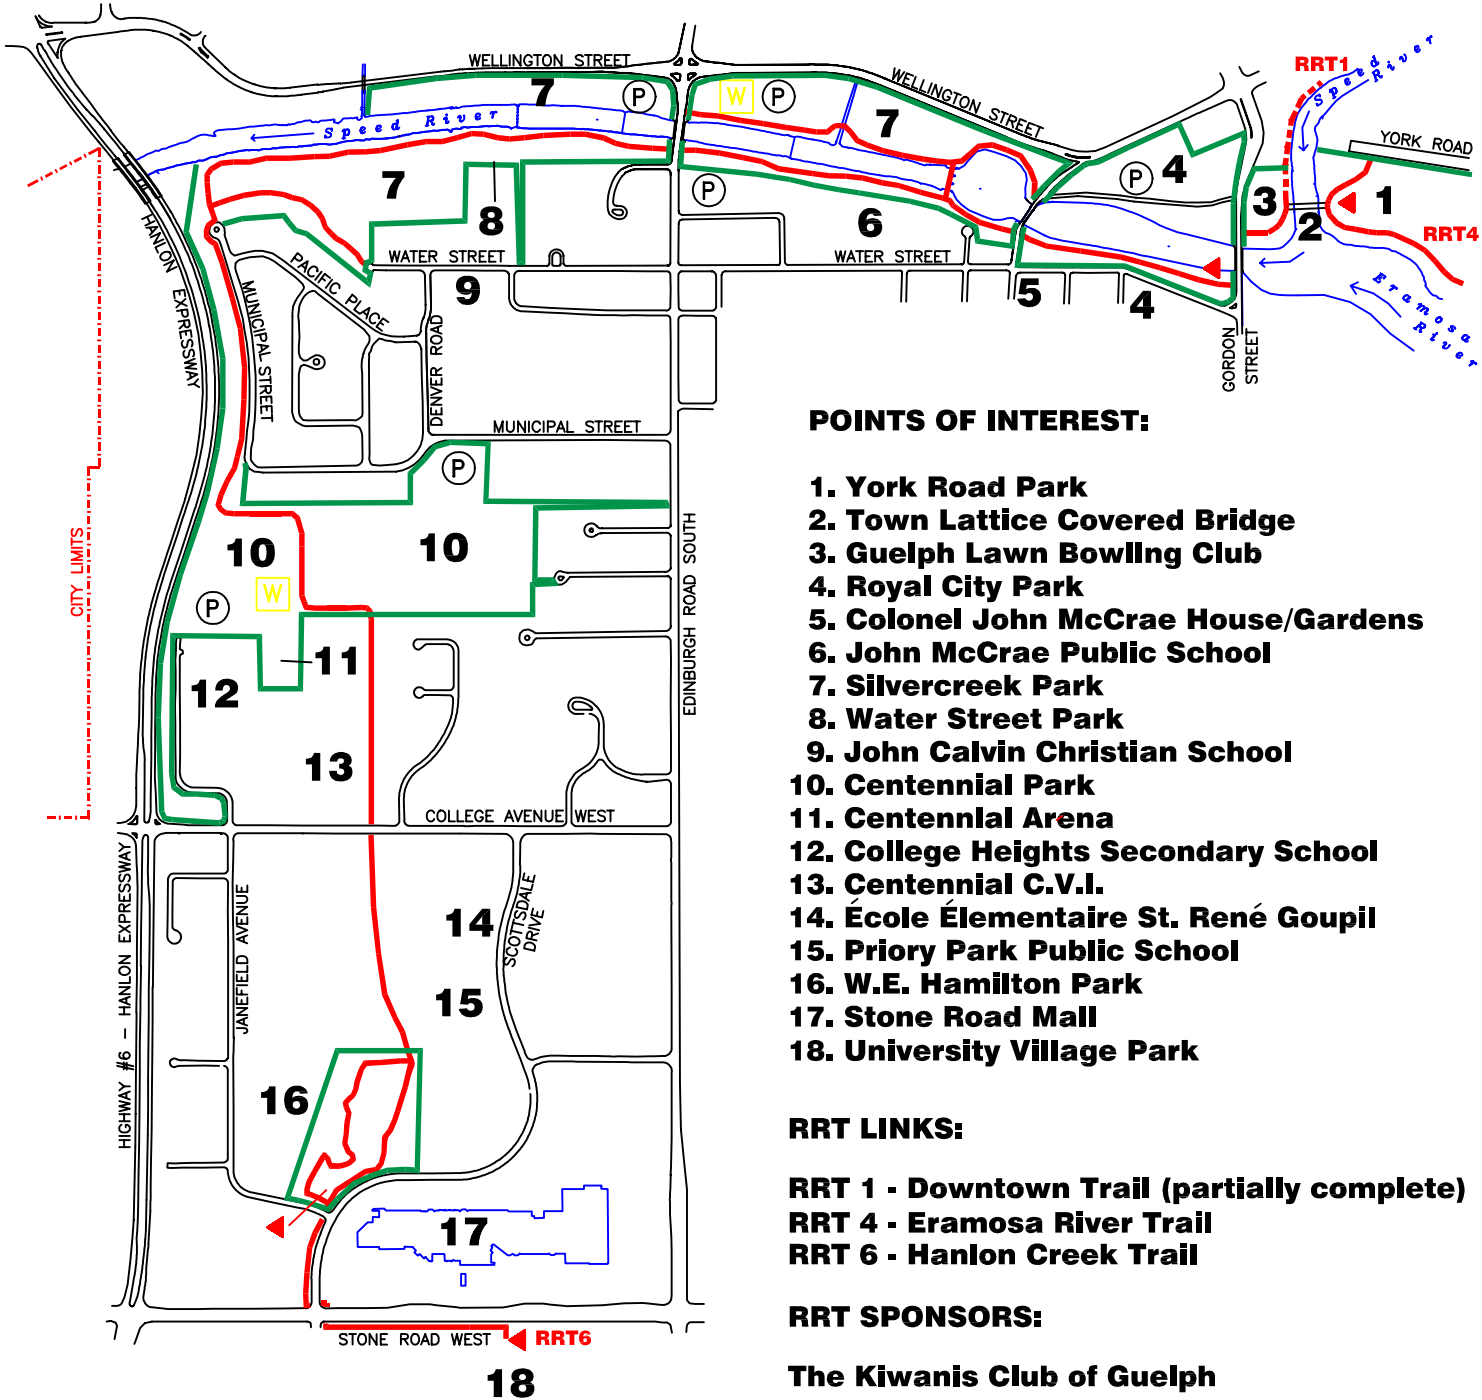 WELLINGTON STREET
7
P
W
P
WELLINGTON STREET
7
RRT1
Speed River
YORK ROAD
Speed River
7
8
P
P
4
3
2
1
RRT4
6
WATER STREET
WATER STREET
9
5
4
Eramosa River
HANLON EXPRESSWAY
PACIFIC PLACE
MUNICIPAL STREET
DENVER ROAD
GORDON STREET
MUNICIPAL STREET
P
CITY LIMITS
10
10
W
P
EDINBURGH ROAD SOUTH
11
12
13
COLLEGE AVENUE WEST
HIGHWAY #6 - HANLON EXPRESSWAY
JANEFIELD AVENUE
14
SCOTTSDALE DRIVE
15
16
17
STONE ROAD WEST
RRT6
18
POINTS OF INTEREST:
1. York Road Park
2. Town Lattice Covered Bridge
3. Guelph Lawn Bowling Club
4. Royal City Park
5. Colonel John McCrae House/Gardens
6. John McCrae Public School
7. Silvercreek Park
8. Water Street Park
9. John Calvin Christian School
10. Centennial Park
11. Centennial Arena
12. College Heights Secondary School
13. Centennial C.V.I.
14. École Élementaire St. René Goupil
15. Priory Park Public School
16. W.E. Hamilton Park
17. Stone Road Mall
18. University Village Park
RRT LINKS:
RRT 1 - Downtown Trail (partially complete)
RRT 4 - Eramosa River Trail
RRT 6 - Hanlon Creek Trail
RRT SPONSORS:
The Kiwanis Club of Guelph